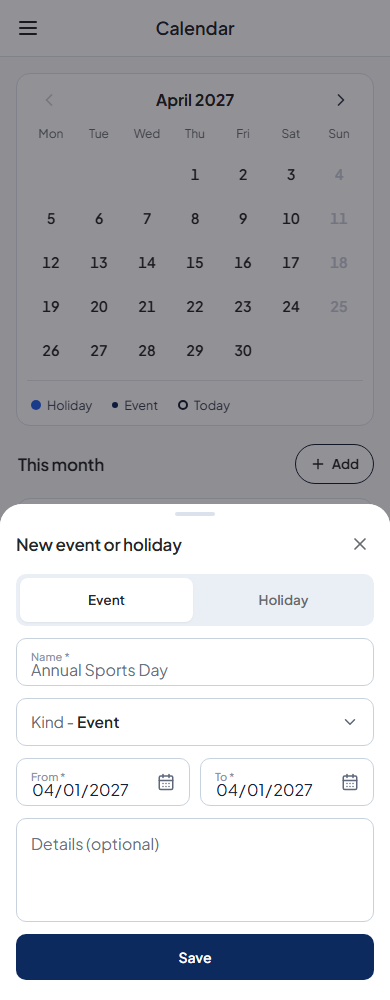 Calendar
April 2027
Mon Tue Wed Thu Fri Sat Sun
1 2 3 4
5 6 7 8 9 10 11
12 13 14 15 16 17 18
19 20 21 22 23 24 25
26 27 28 29 30
Holiday Event Today
This month
+ Add
New event or holiday
Event Holiday
Name *
Annual Sports Day
Kind - Event
From * To *
04/01/2027 04/01/2027
Details (optional)
Save